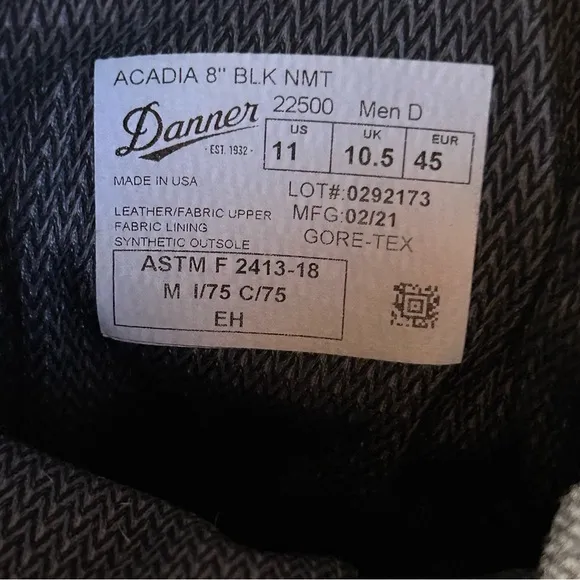 ACADIA 8" BLK NMT
Danner
- EST. 1932 -
22500 Men D
US UK EUR
11 10.5 45
MADE IN USA
LOT#:0292173
LEATHER/FABRIC UPPER
FABRIC LINING
SYNTHETIC OUTSOLE
MFG:02/21
GORE-TEX
ASTM F 2413-18
M I/75 C/75
EH